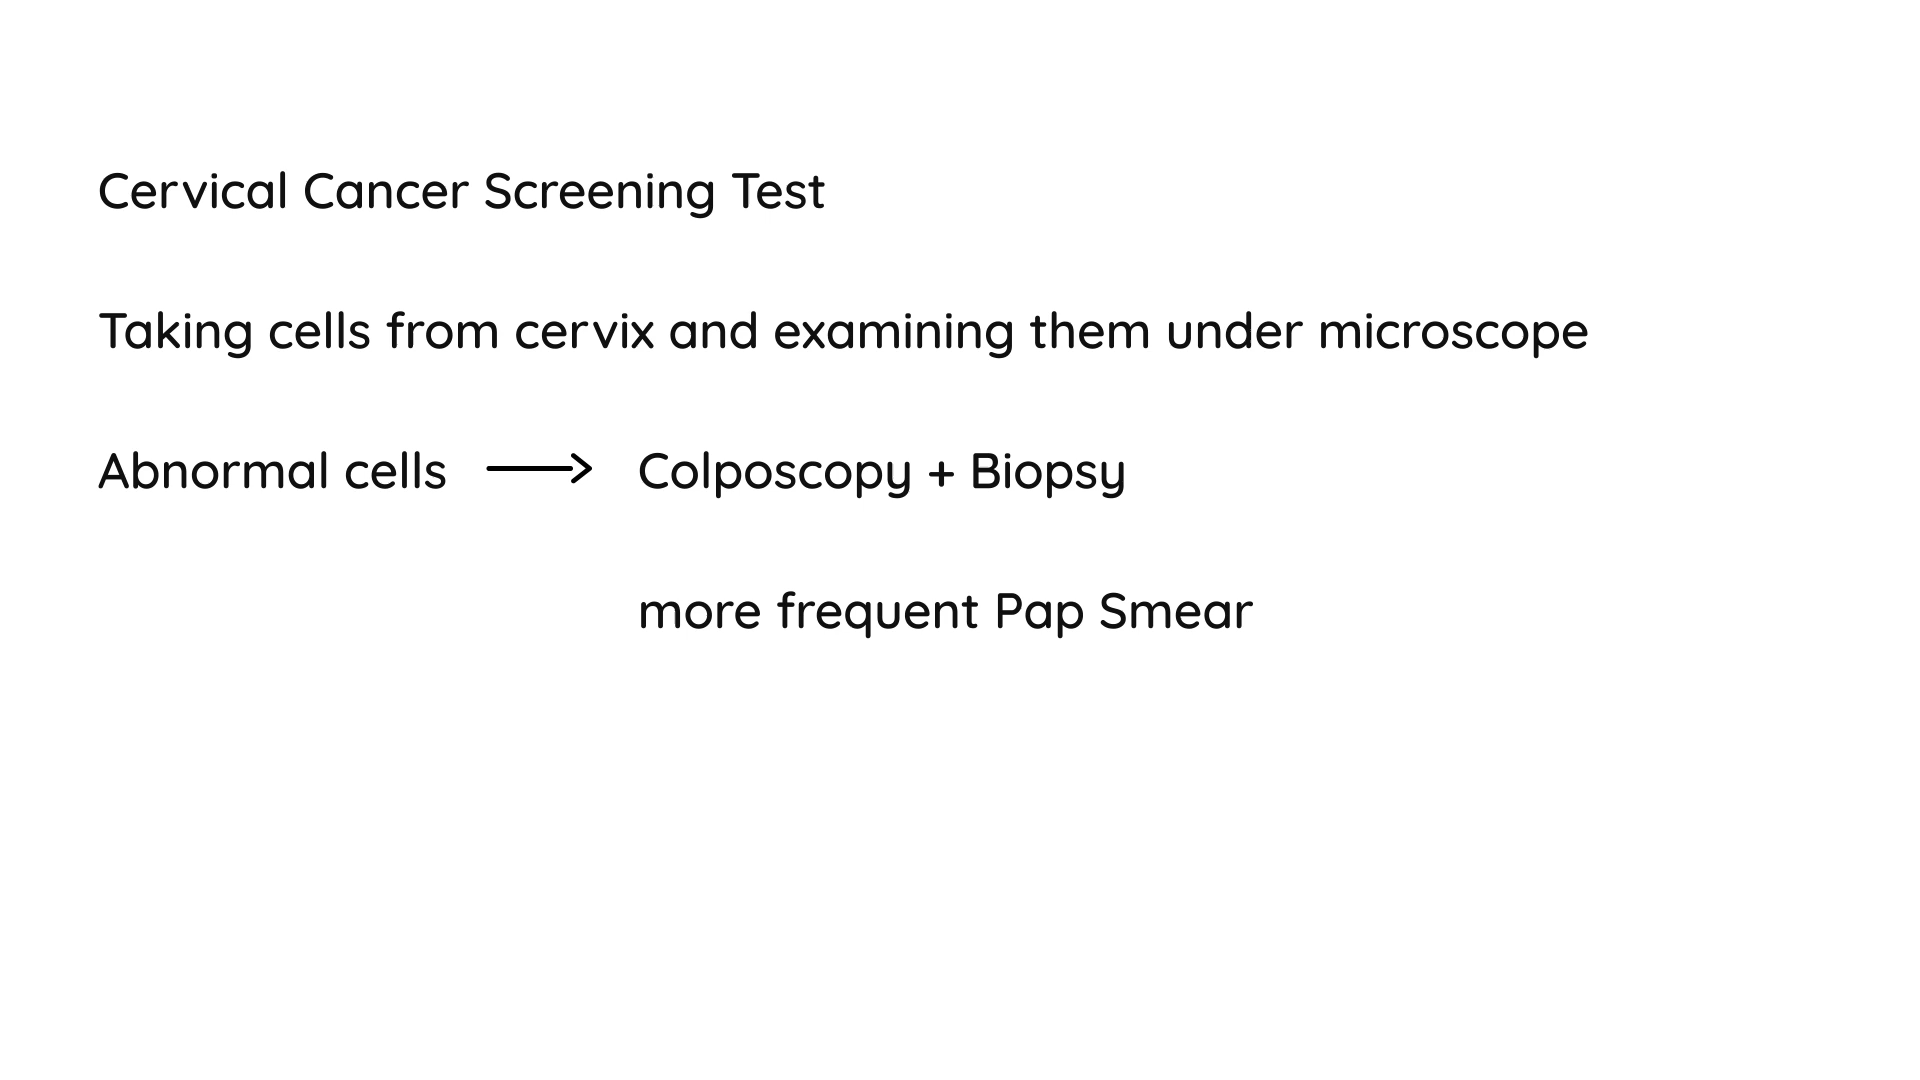 Cervical Cancer Screening Test
Taking cells from cervix and examining them under microscope
Abnormal cells → Colposcopy + Biopsy
more frequent Pap Smear